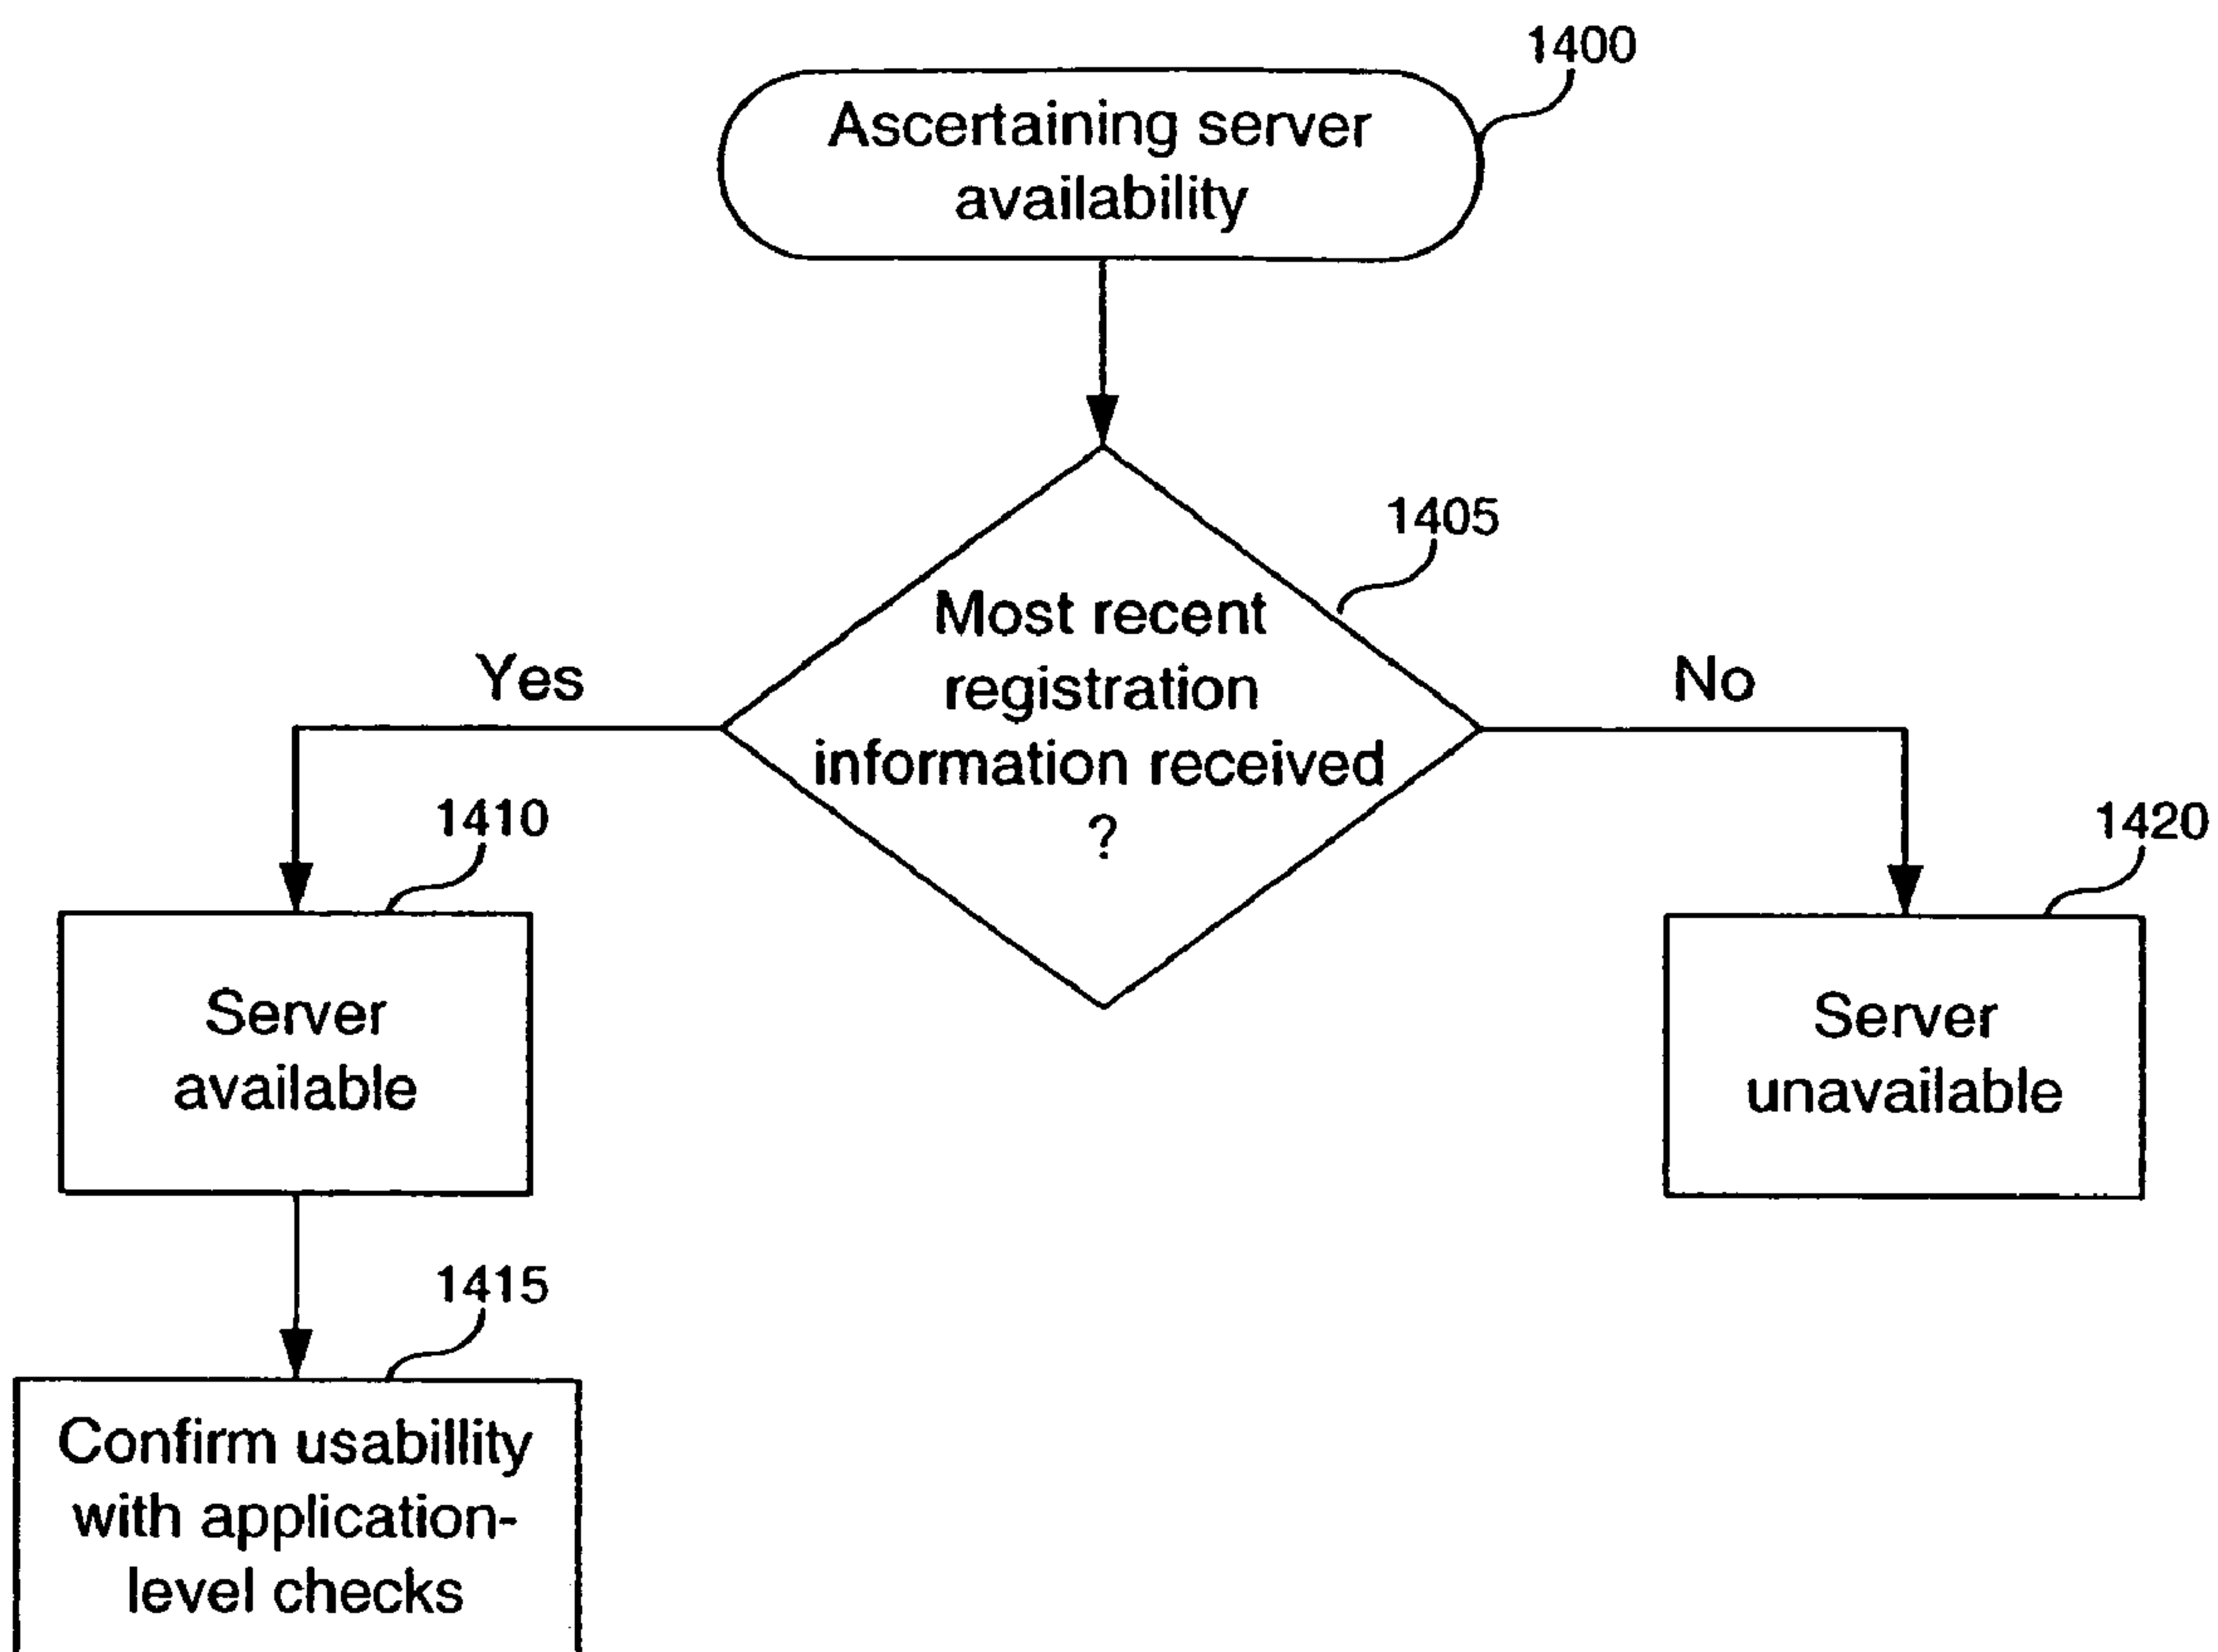 1400
Ascertaining server
availability
1405
Most recent
registration
information received
?
Yes
No
1410
Server
available
1420
Server
unavailable
1415
Confirm usabillity
with application-
level checks